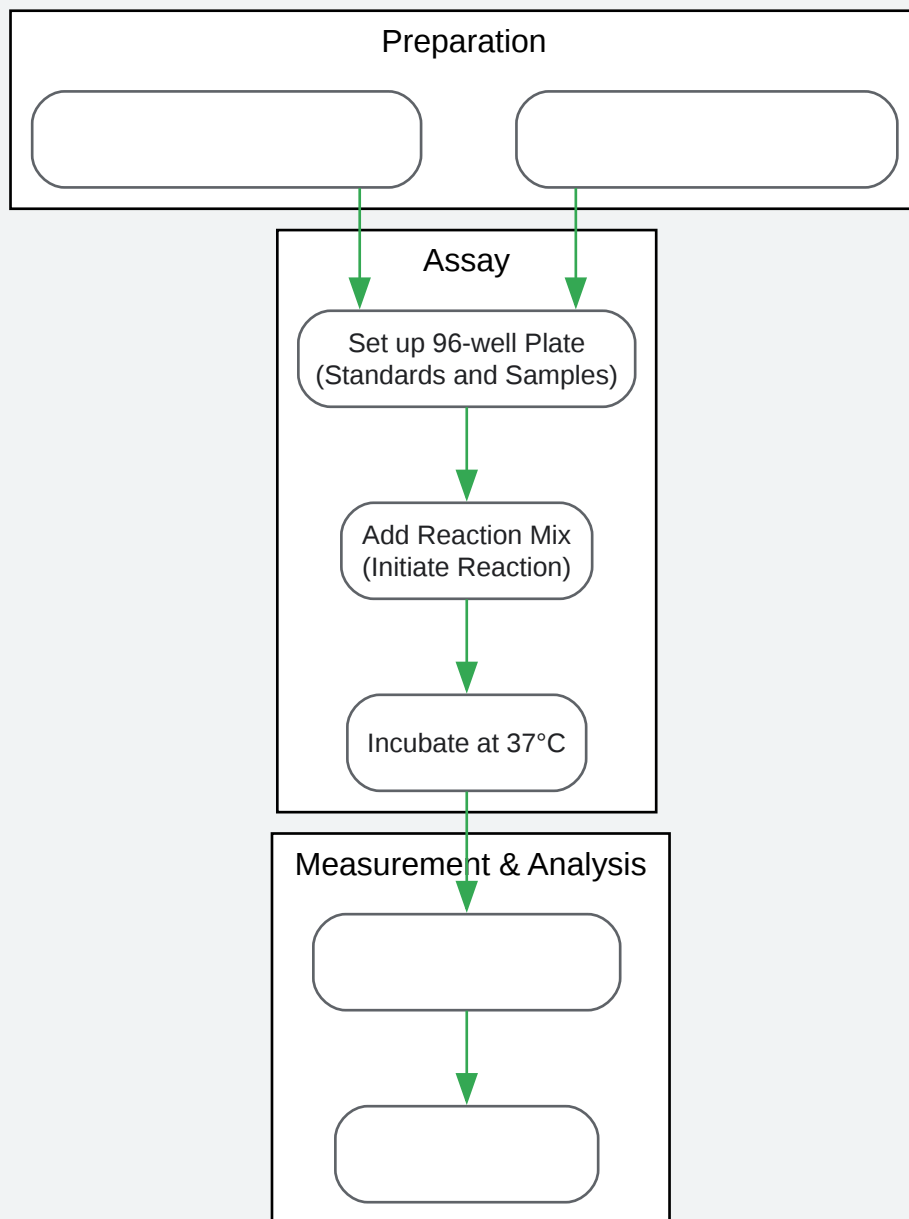 Preparation
Assay
Set up 96-well Plate
(Standards and Samples)
Add Reaction Mix
(Initiate Reaction)
Incubate at 37°C
Measurement & Analysis